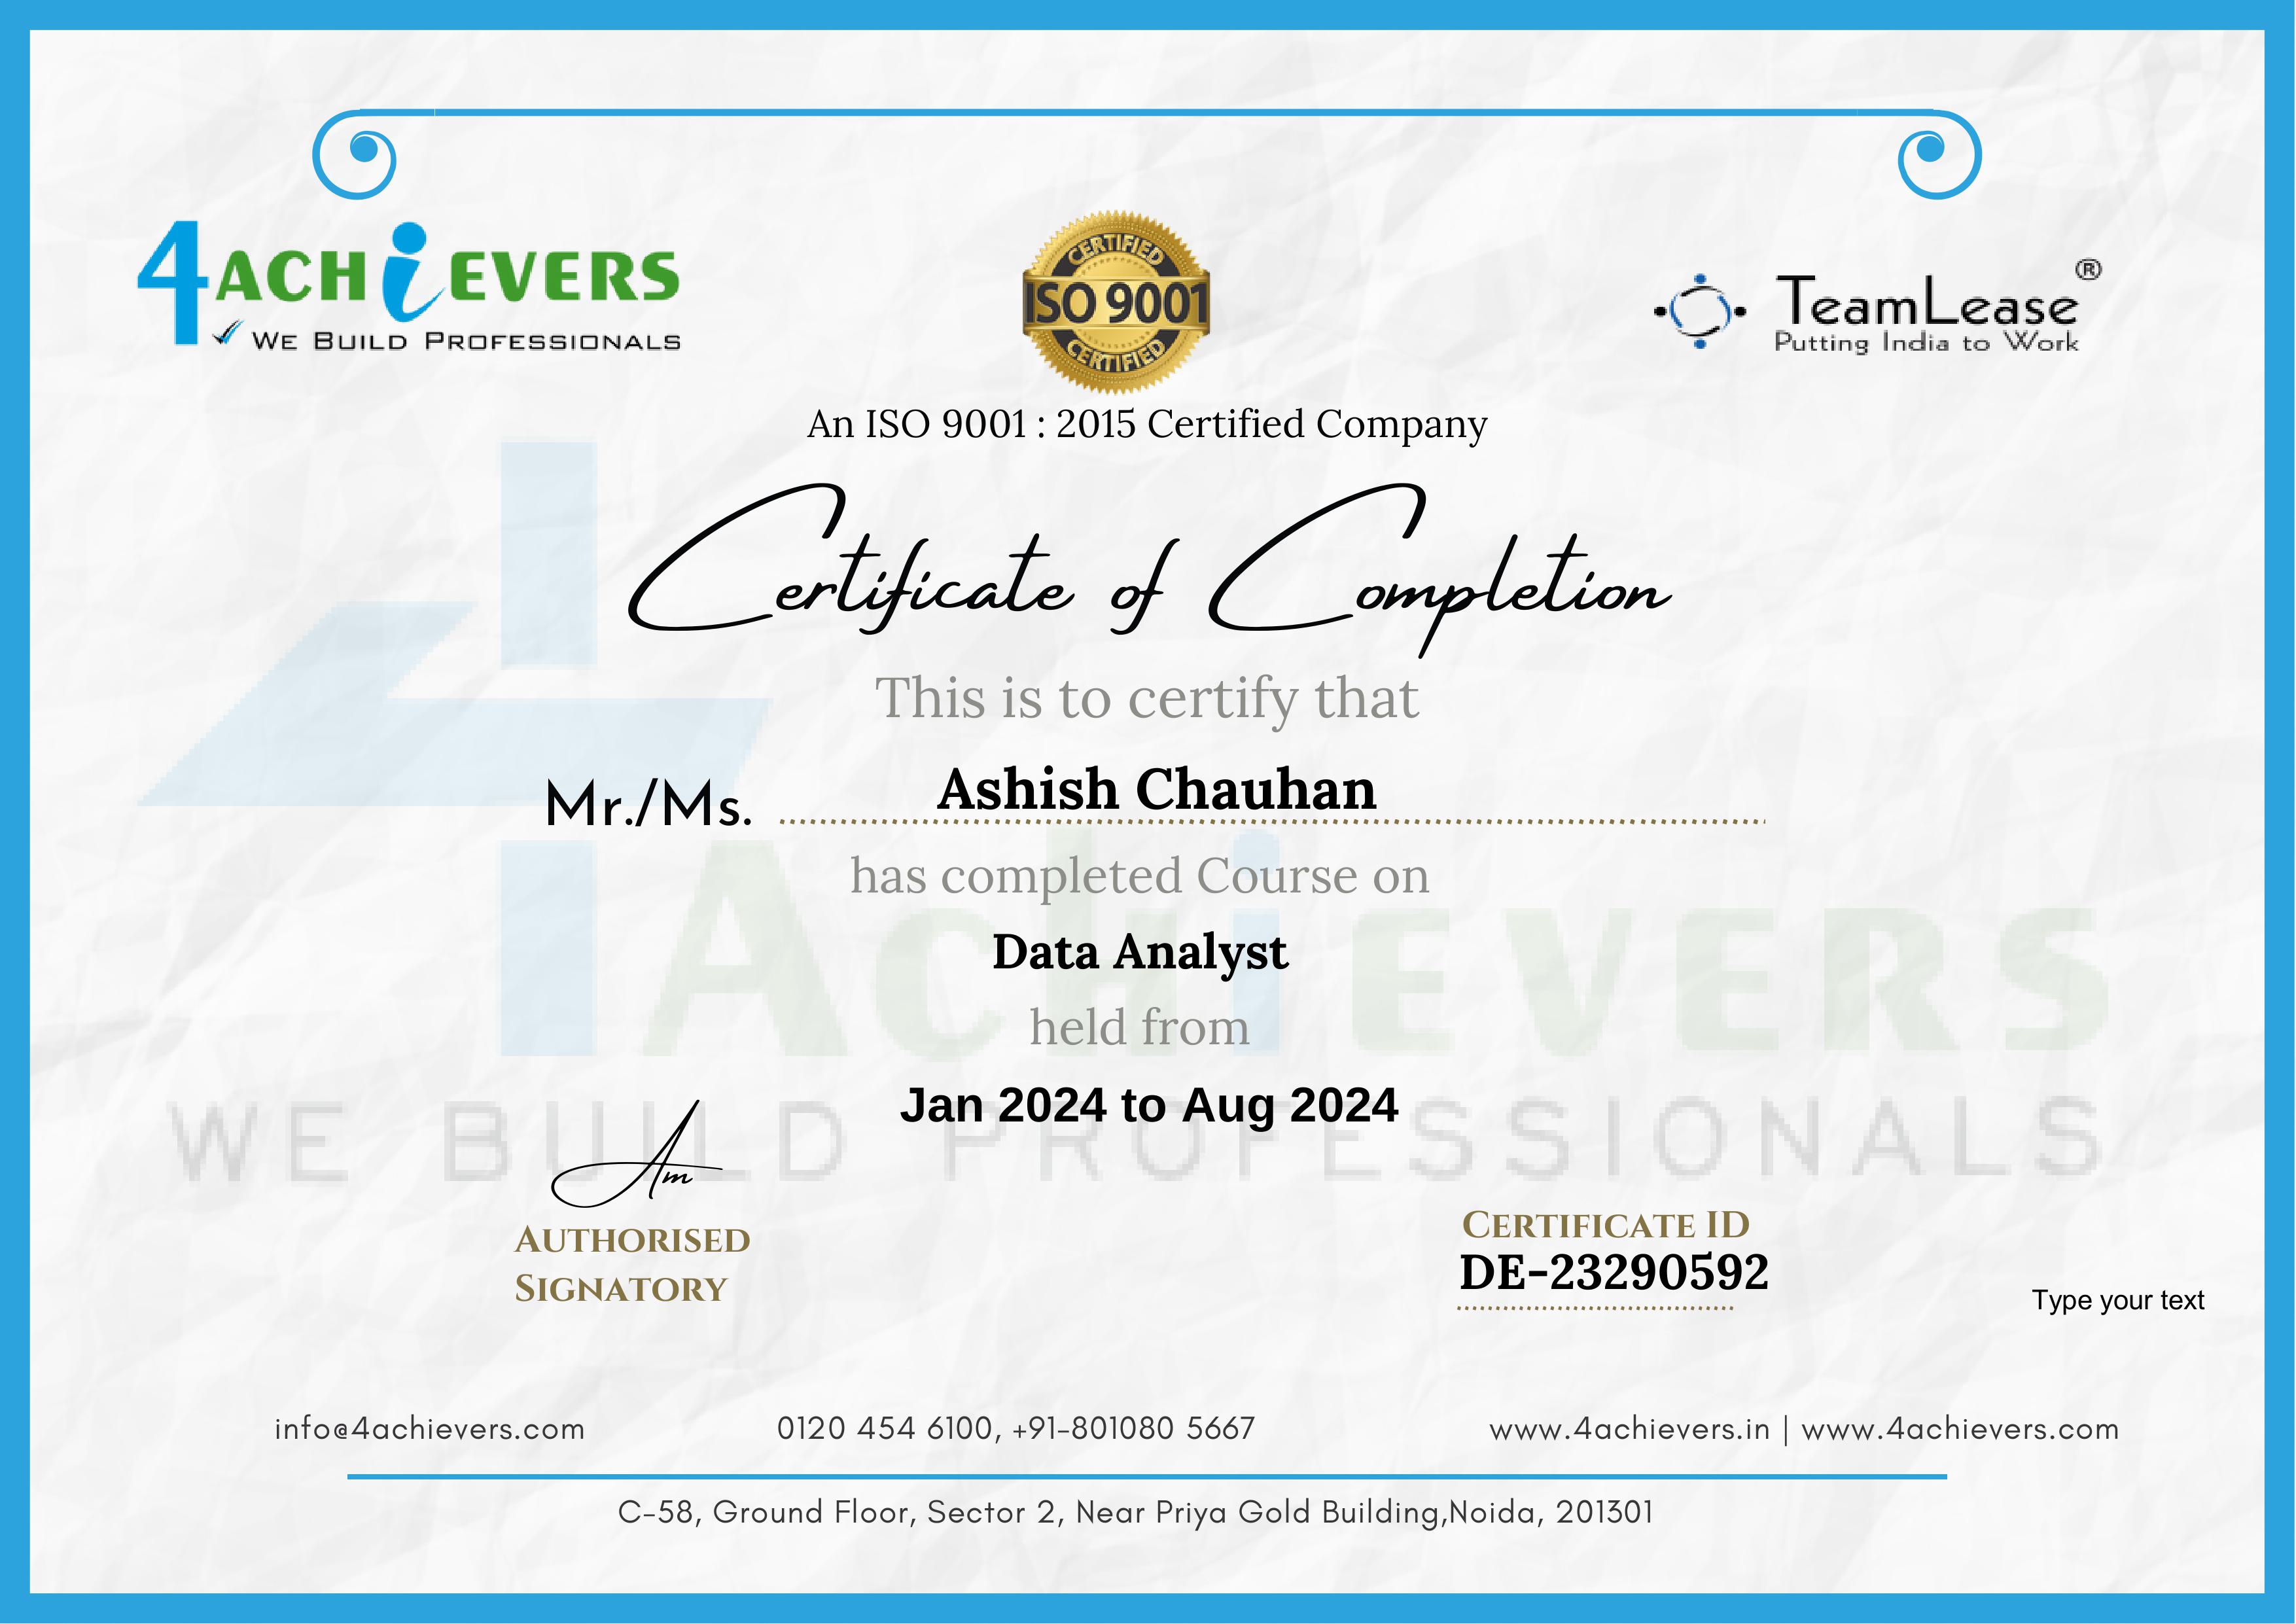 4ACHiEVERS
WE BUILD PROFESSIONALS
CERTIFIED
ISO 9001
CERTIFIED
TeamLease®
Putting India to Work
An ISO 9001 : 2015 Certified Company
Certificate of Completion
This is to certify that
Mr./Ms. Ashish Chauhan
has completed Course on
Data Analyst
held from
Jan 2024 to Aug 2024
4AchiEVERS
WE BUILD PROFESSIONALS
Am
AUTHORISED
SIGNATORY
CERTIFICATE ID
DE-23290592
Type your text
info@4achievers.com
0120 454 6100, +91-801080 5667
www.4achievers.in | www.4achievers.com
C-58, Ground Floor, Sector 2, Near Priya Gold Building,Noida, 201301